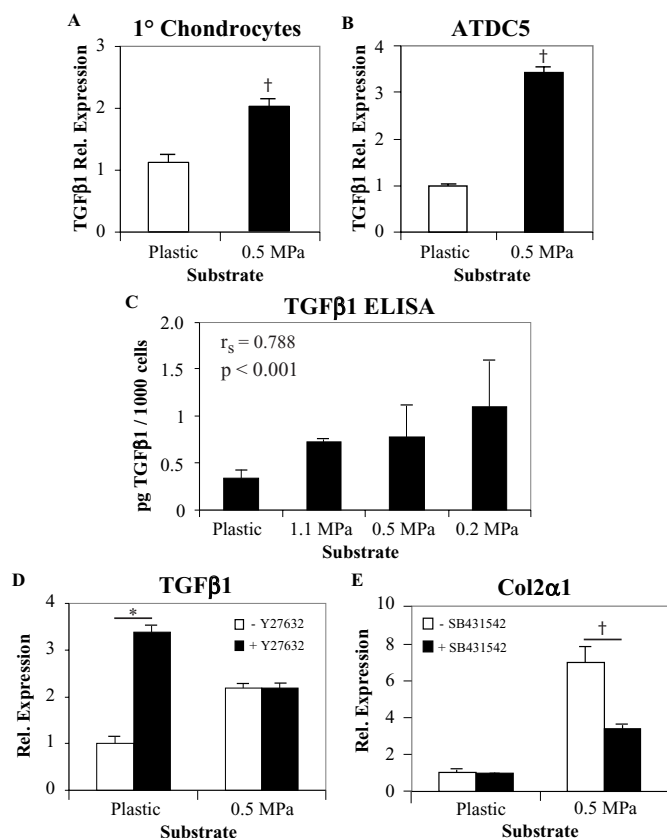 A
1° Chondrocytes
TGFβ1 Rel. Expression
3
2
1
0
†
Plastic
0.5 MPa
Substrate
B
ATDC5
TGFβ1 Rel. Expression
4
3
2
1
0
†
Plastic
0.5 MPa
Substrate
C
TGFβ1 ELISA
pg TGFβ1 / 1000 cells
2.0
1.5
1
0.5
0
rs = 0.788
p < 0.001
Plastic
1.1 MPa
0.5 MPa
0.2 MPa
Substrate
D
TGFβ1
Rel. Expression
4
3
2
1
0
*
- Y27632
+ Y27632
Plastic
0.5 MPa
Substrate
E
Col2α1
Rel. Expression
10
8
6
4
2
0
- SB431542
+ SB431542
†
Plastic
0.5 MPa
Substrate